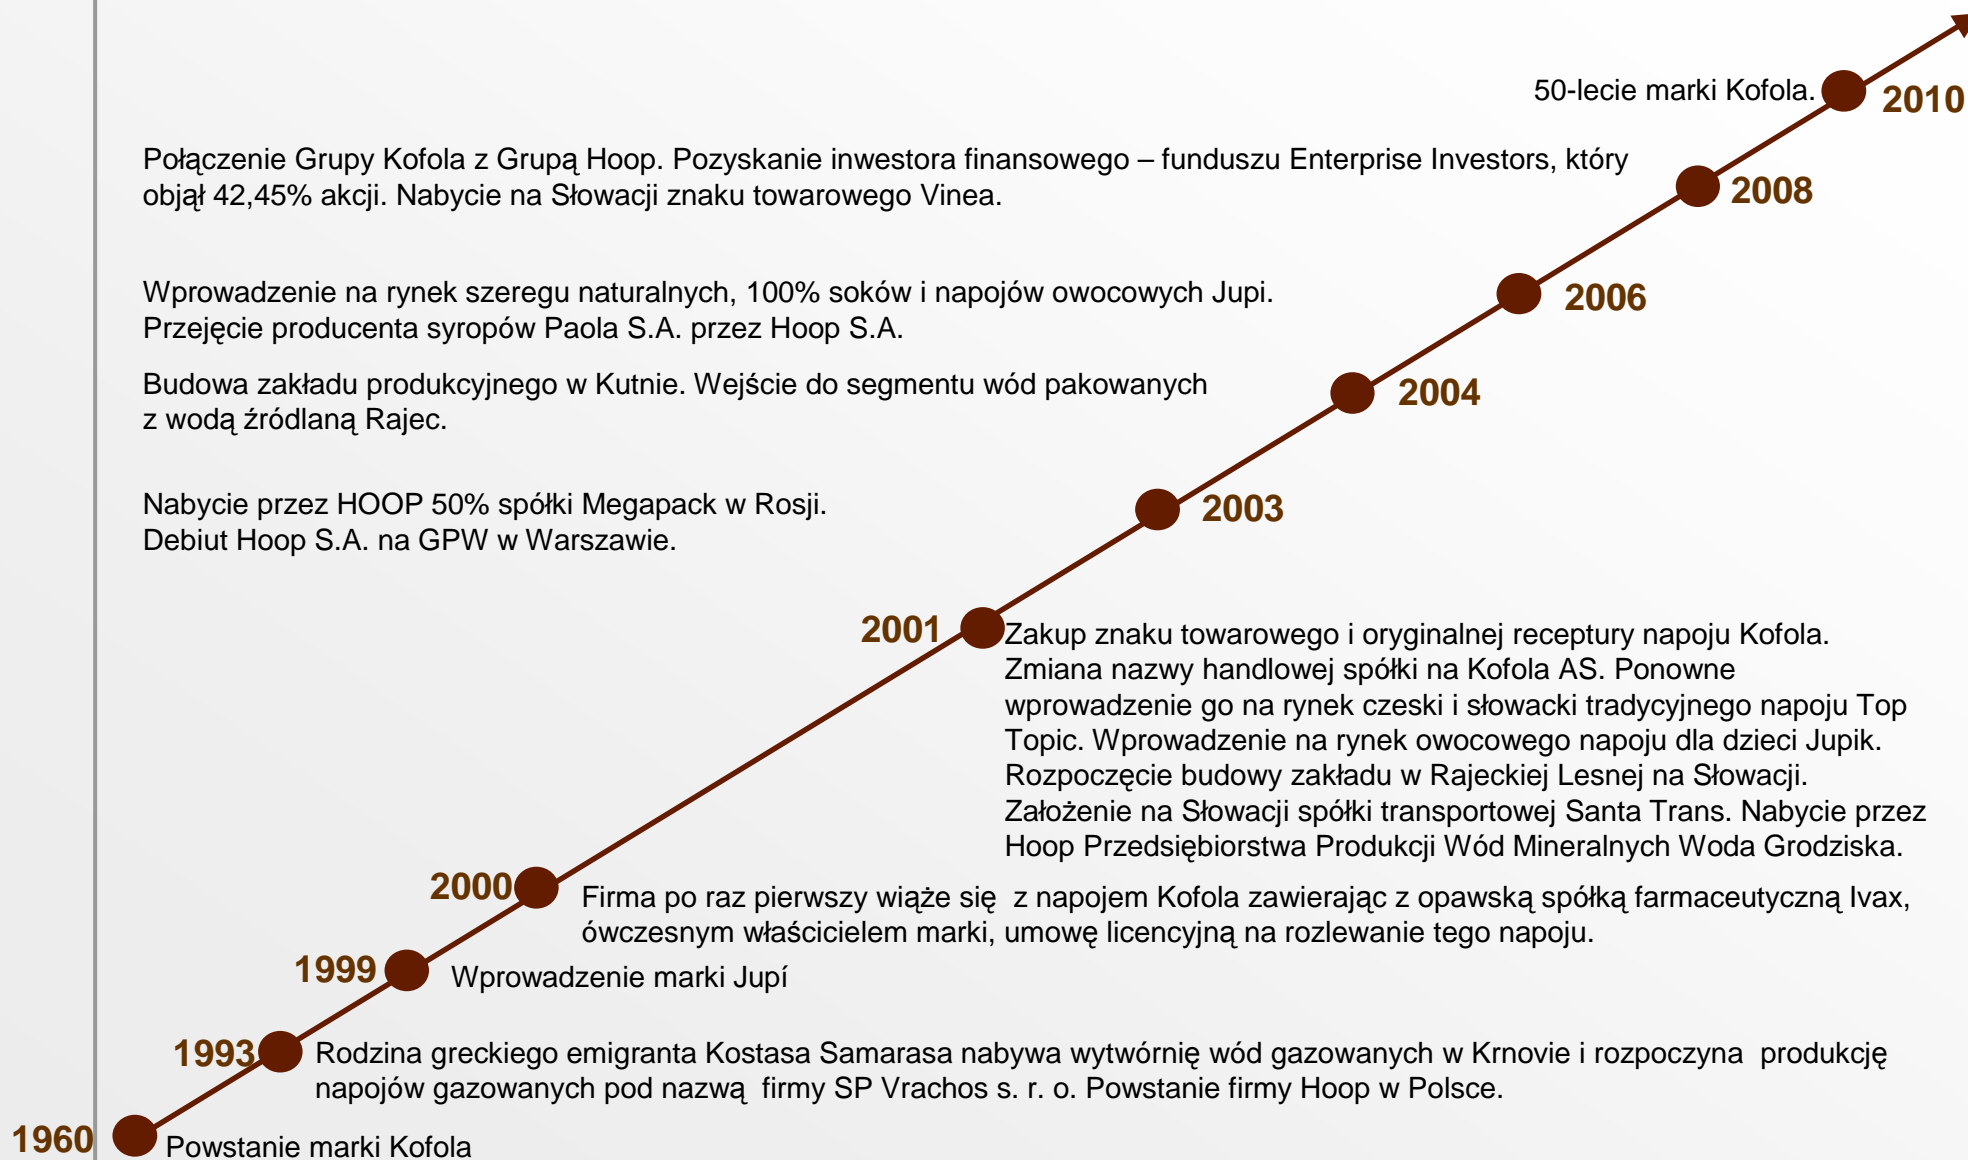 50-lecie marki Kofola.
2010
Połączenie Grupy Kofola z Grupą Hoop. Pozyskanie inwestora finansowego – funduszu Enterprise Investors, który
objął 42,45% akcji. Nabycie na Słowacji znaku towarowego Vinea.
2008
Wprowadzenie na rynek szeregu naturalnych, 100% soków i napojów owocowych Jupi.
Przejęcie producenta syropów Paola S.A. przez Hoop S.A.
2006
Budowa zakładu produkcyjnego w Kutnie. Wejście do segmentu wód pakowanych
z wodą źródlaną Rajec.
2004
Nabycie przez HOOP 50% spółki Megapack w Rosji.
Debiut Hoop S.A. na GPW w Warszawie.
2003
2001
Zakup znaku towarowego i oryginalnej receptury napoju Kofola.
Zmiana nazwy handlowej spółki na Kofola AS. Ponowne
wprowadzenie go na rynek czeski i słowacki tradycyjnego napoju Top
Topic. Wprowadzenie na rynek owocowego napoju dla dzieci Jupik.
Rozpoczęcie budowy zakładu w Rajeckiej Lesnej na Słowacji.
Założenie na Słowacji spółki transportowej Santa Trans. Nabycie przez
Hoop Przedsiębiorstwa Produkcji Wód Mineralnych Woda Grodziska.
2000
Firma po raz pierwszy wiąże się  z napojem Kofola zawierając z opawską spółką farmaceutyczną Ivax,
ówczesnym właścicielem marki, umowę licencyjną na rozlewanie tego napoju.
1999
Wprowadzenie marki Jupí
1993
Rodzina greckiego emigranta Kostasa Samarasa nabywa wytwórnię wód gazowanych w Krnovie i rozpoczyna  produkcję
napojów gazowanych pod nazwą  firmy SP Vrachos s. r. o. Powstanie firmy Hoop w Polsce.
1960
Powstanie marki Kofola